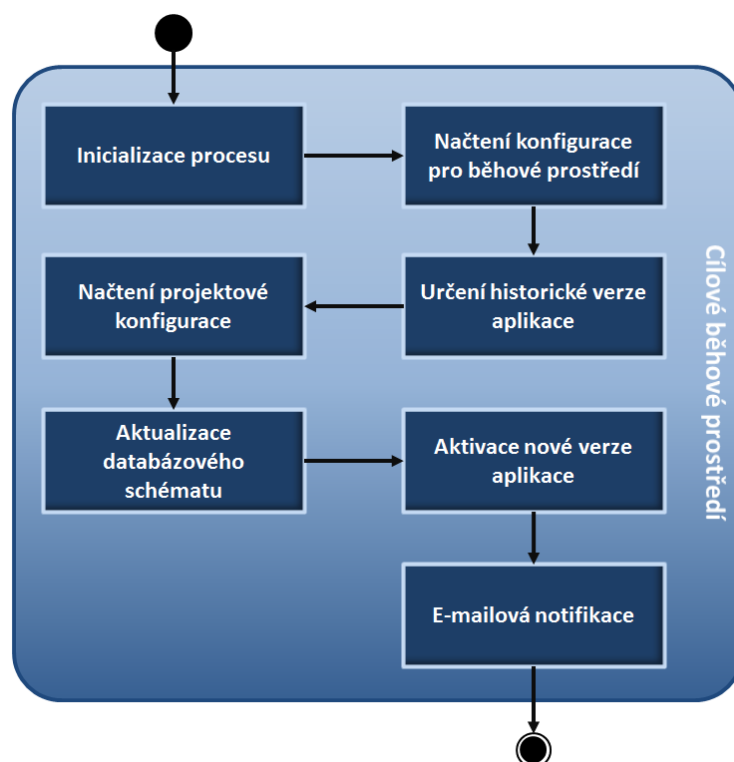 Inicializace procesu
Načtení konfigurace
pro běhové prostředí
Určení historické verze
aplikace
Načtení projektové
konfigurace
Aktualizace
databázového
schématu
Aktivace nové verze
aplikace
E-mailová notifikace
Cílové běhové prostředí